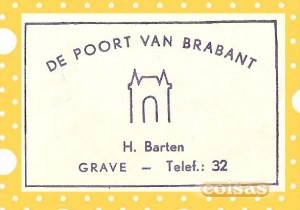 DE POORT VAN BRABANT
H. Barten
GRAVE — Telef.: 32
coisas